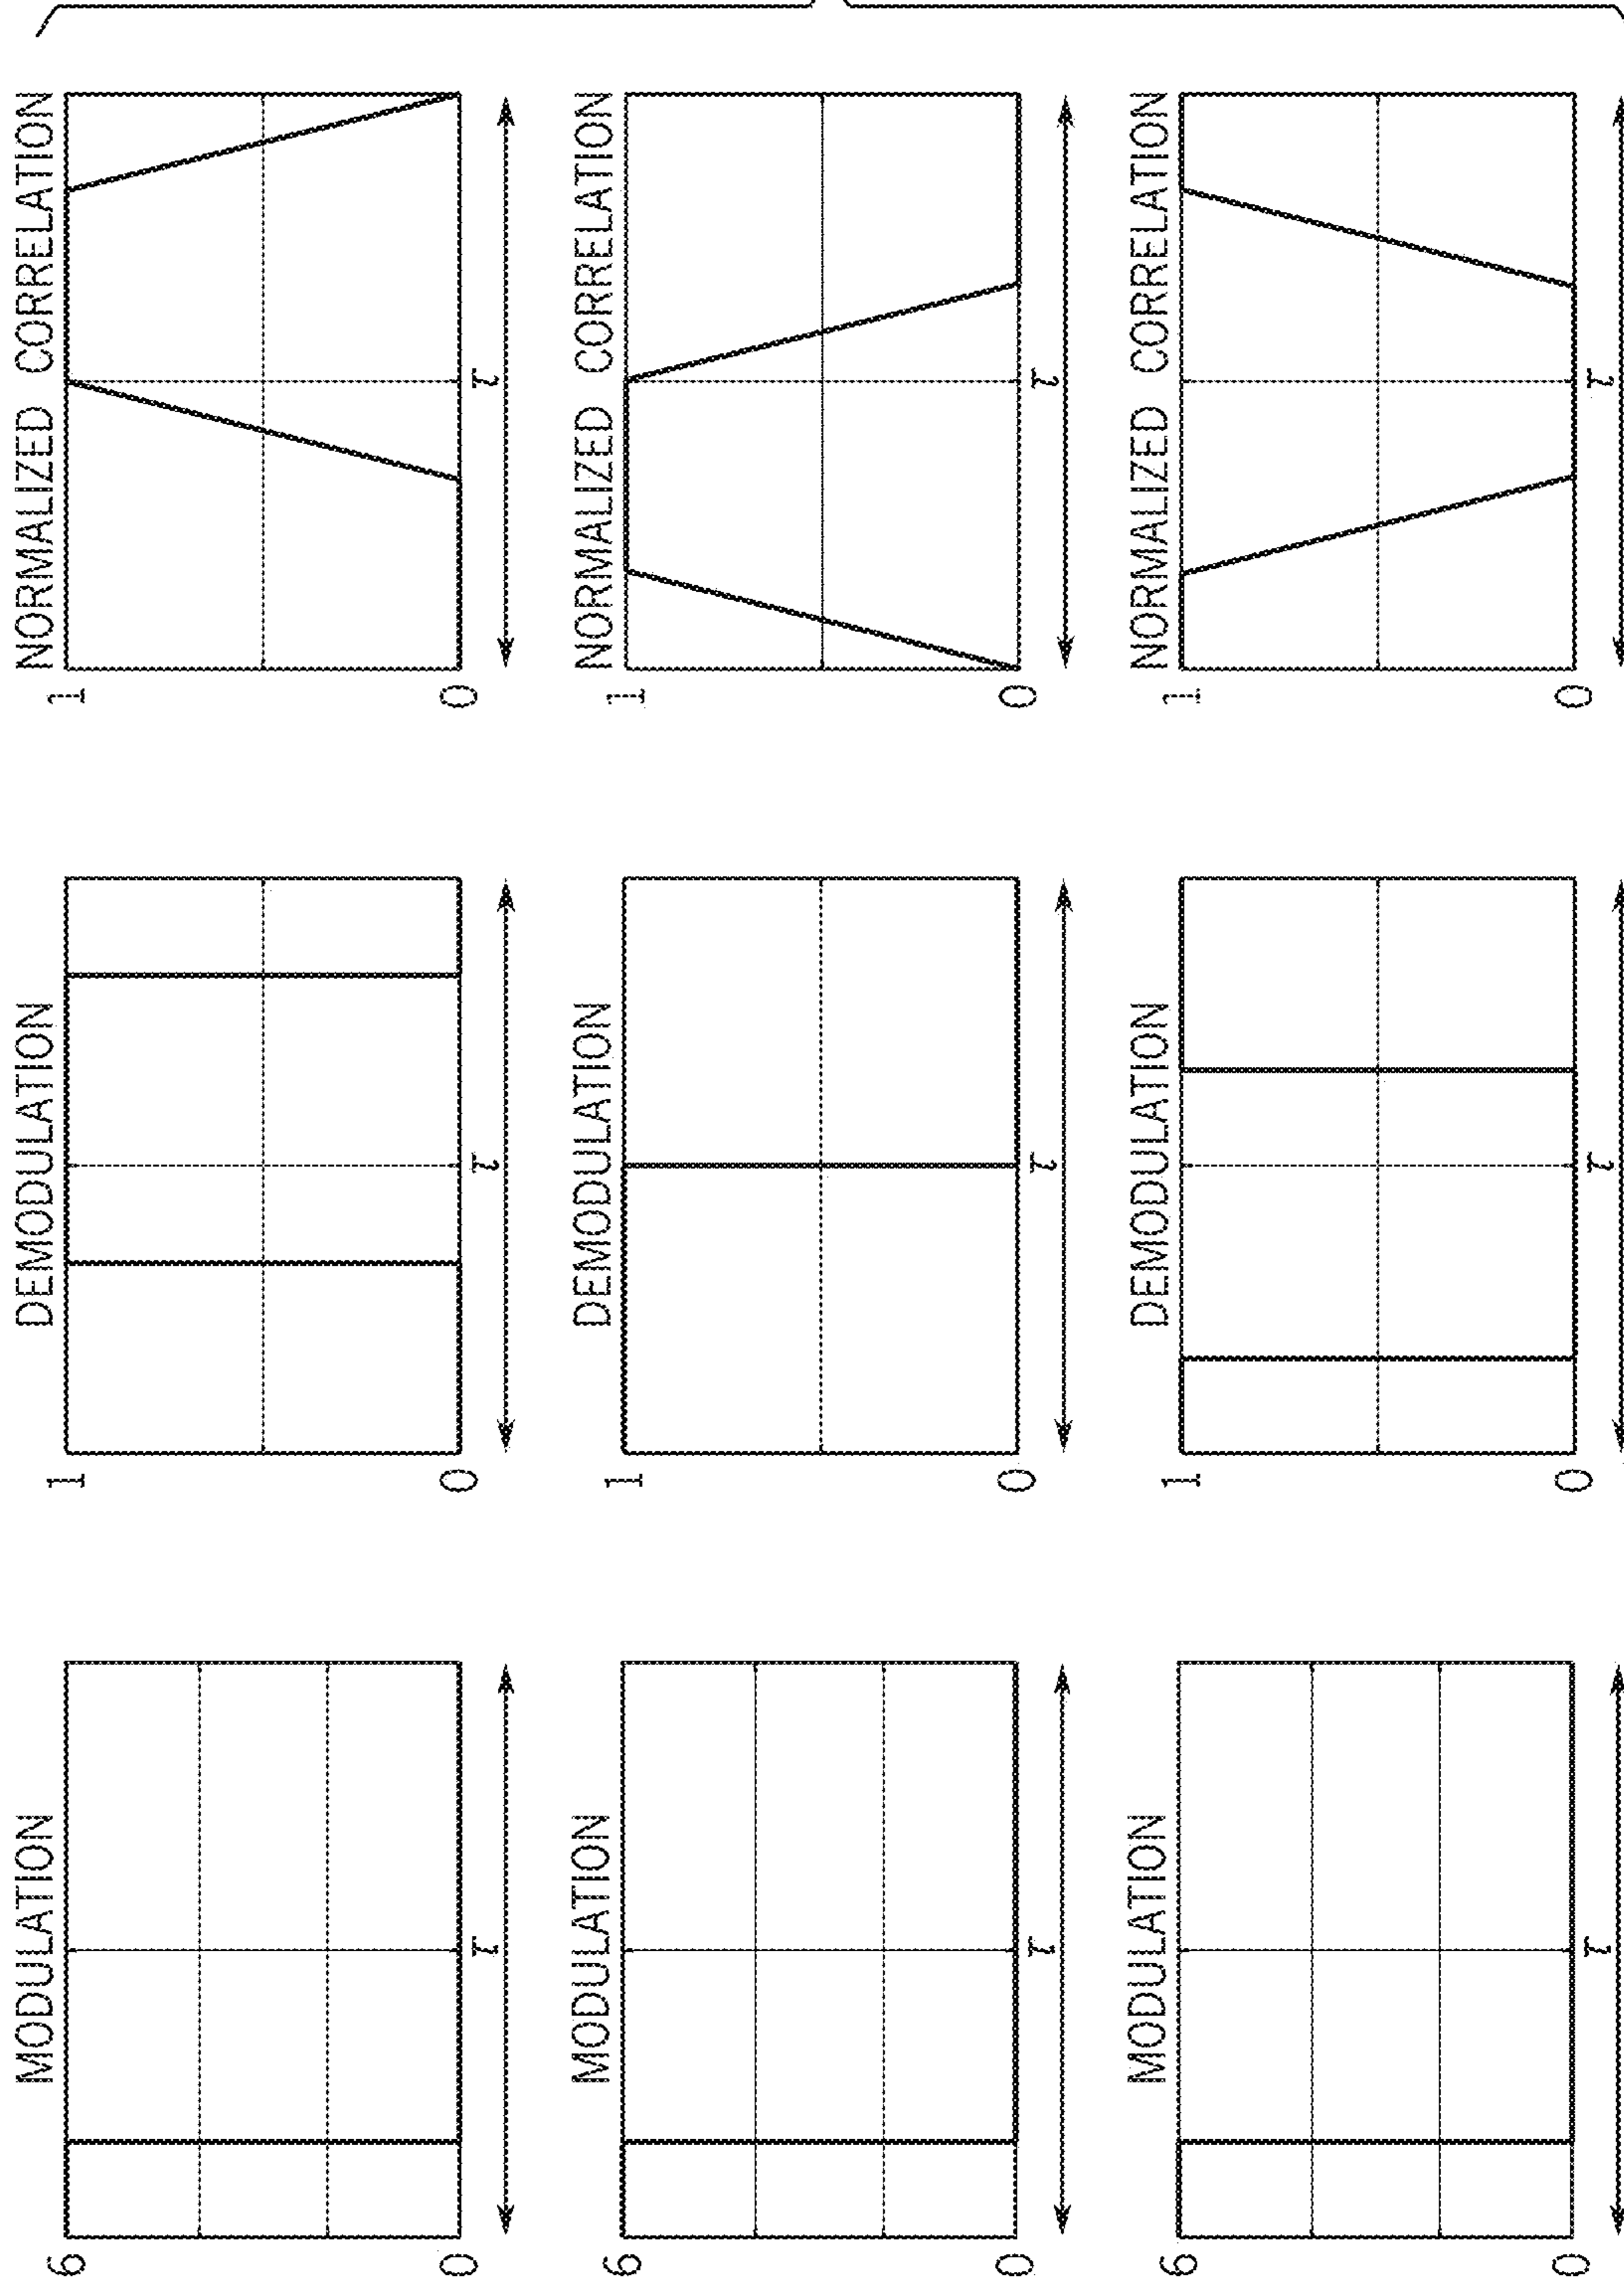 MODULATION
6
0
τ
DEMODULATION
1
0
τ
NORMALIZED CORRELATION
1
0
τ
MODULATION
6
0
τ
DEMODULATION
1
0
τ
NORMALIZED CORRELATION
1
0
τ
MODULATION
6
0
τ
DEMODULATION
1
0
τ
NORMALIZED CORRELATION
1
0
τ